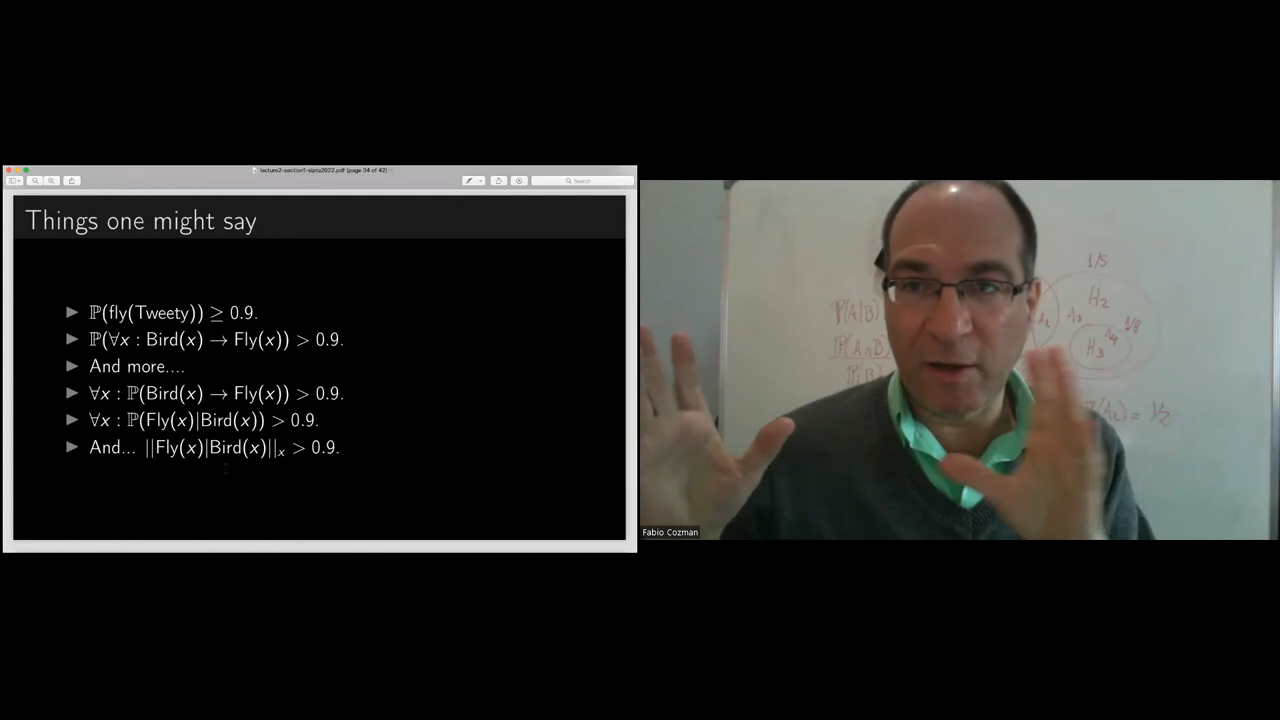 lecture2-section1-sipta2022.pdf (page 34 of 42)
Search
Things one might say
ℙ(fly(Tweety)) ≥ 0.9.
ℙ(∀x : Bird(x) → Fly(x)) > 0.9.
And more....
∀x : ℙ(Bird(x) → Fly(x)) > 0.9.
∀x : ℙ(Fly(x)|Bird(x)) > 0.9.
And... ||Fly(x)|Bird(x)||ₓ > 0.9.
1/5
H₂
ℙ(A|B)
1/8
H₃
ℙ(A∩B)
ℙ(B)
= 1/2
Fabio Cozman